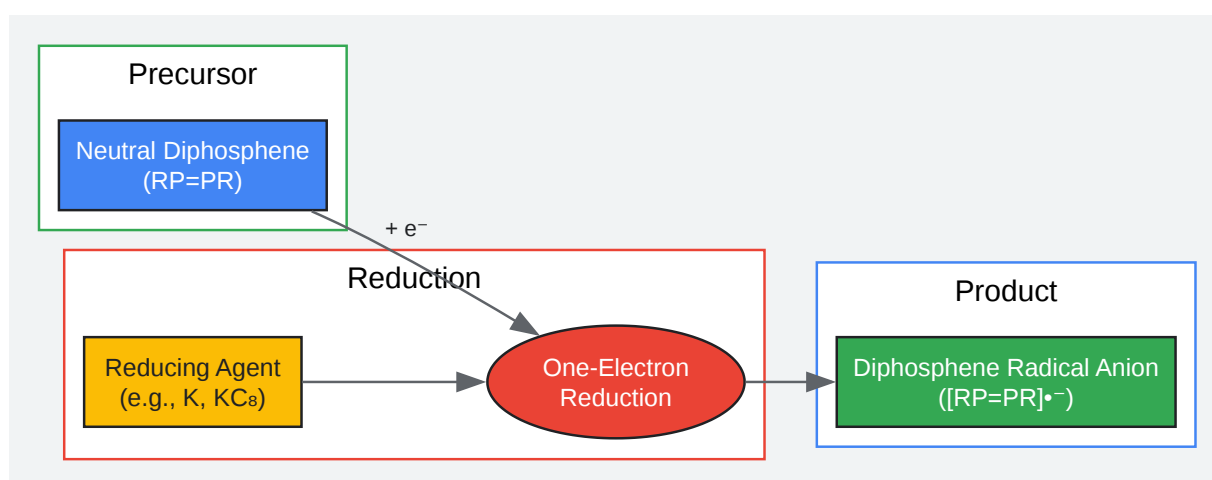 Precursor
Neutral Diphosphene
(RP=PR)
+ e⁻
Reduction
Reducing Agent
(e.g., K, KC₈)
One-Electron
Reduction
Product
Diphosphene Radical Anion
([RP=PR]•⁻)